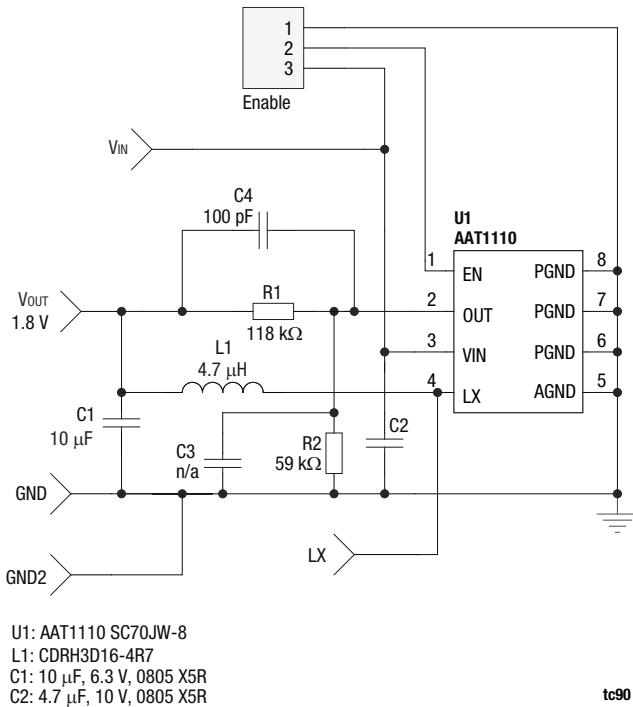 1
2
3
Enable
VIN
C4
100 pF
U1
AAT1110
1
EN
PGND
8
VOUT
1.8 V
R1
118 kΩ
2
OUT
PGND
7
L1
4.7 μH
3
VIN
PGND
6
4
LX
AGND
5
C1
10 μF
C3
n/a
R2
59 kΩ
C2
GND
GND2
LX
U1: AAT1110 SC70JW-8
L1: CDRH3D16-4R7
C1: 10 μF, 6.3 V, 0805 X5R
C2: 4.7 μF, 10 V, 0805 X5R
tc90